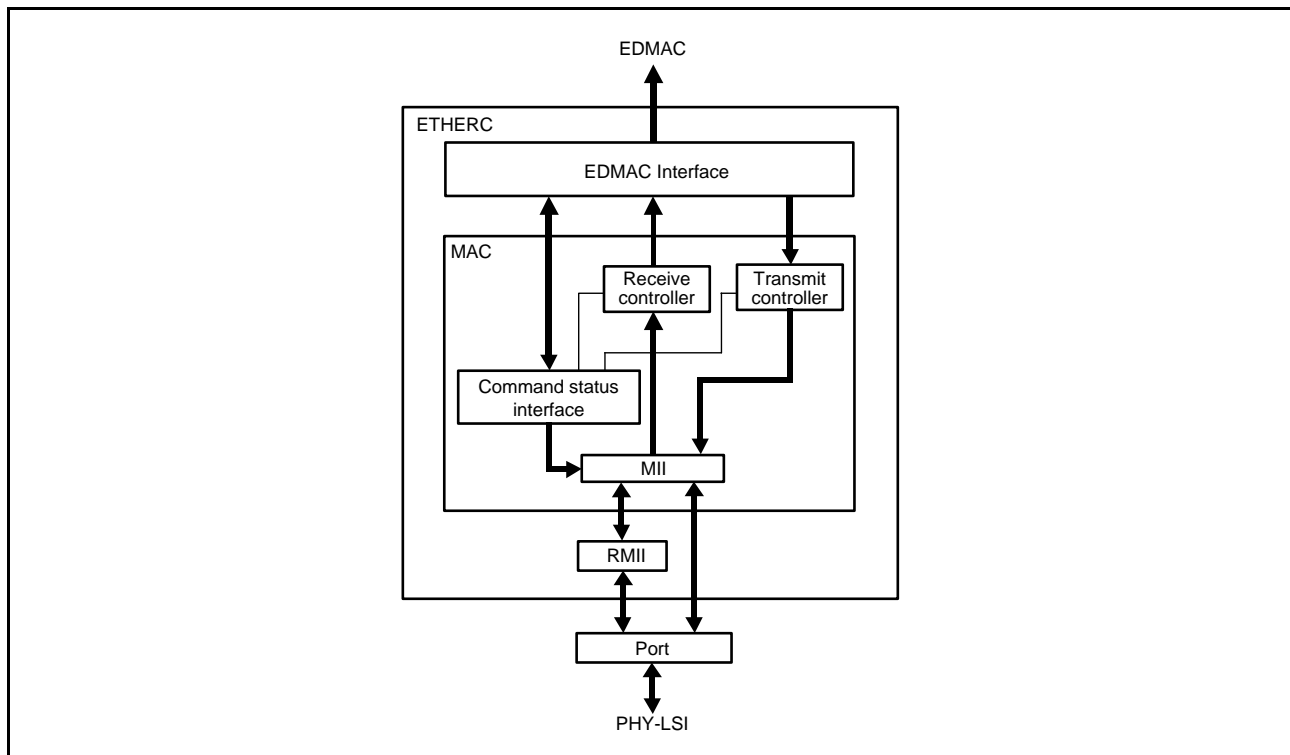 EDMAC
ETHERC
EDMAC Interface
MAC
Receive
controller
Transmit
controller
Command status
interface
MII
RMII
Port
PHY-LSI